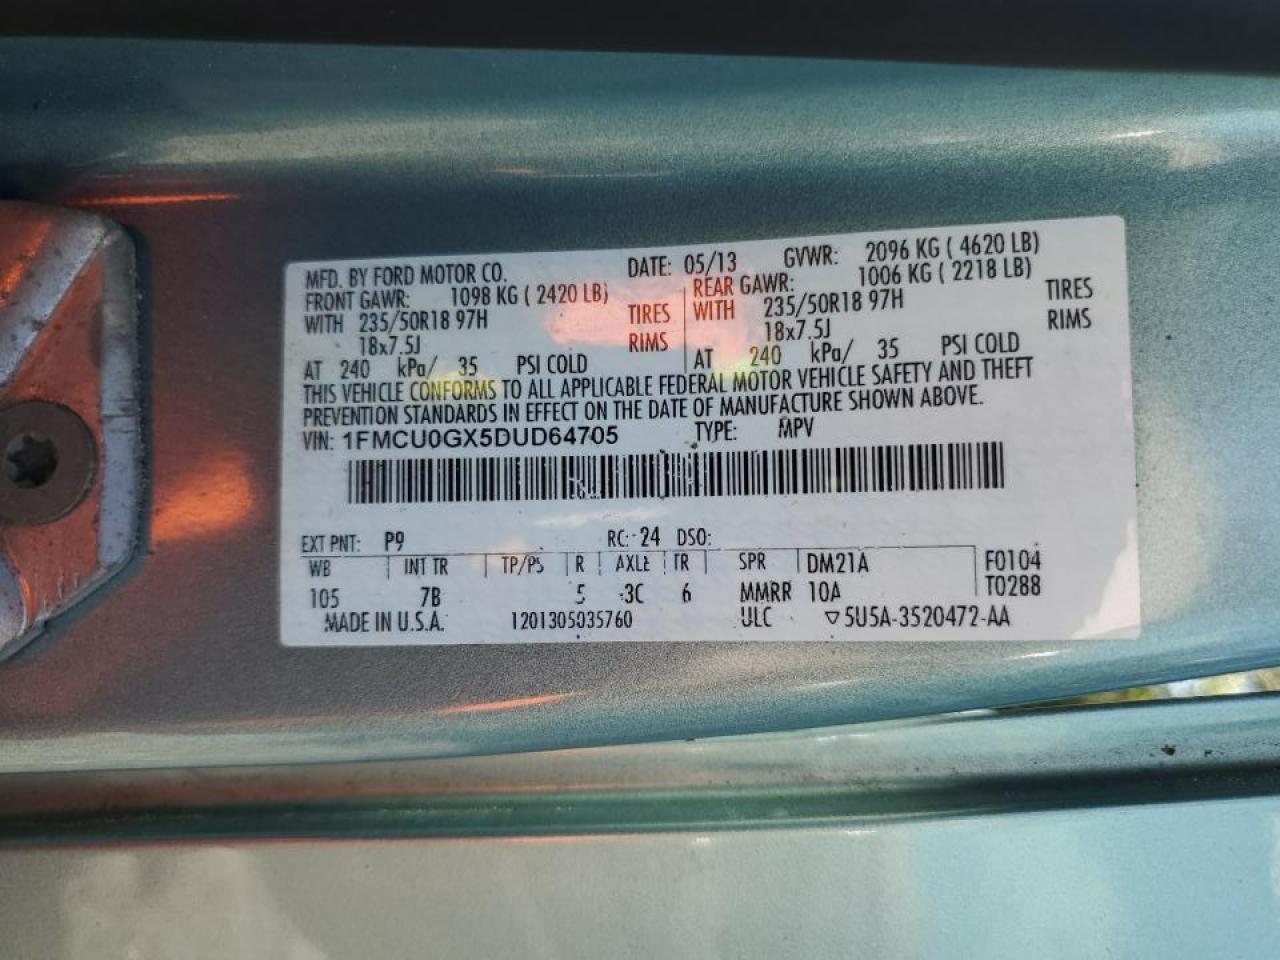 MFD. BY FORD MOTOR CO. DATE: 05/13 GVWR: 2096 KG ( 4620 LB)
FRONT GAWR: 1098 KG ( 2420 LB) REAR GAWR: 1006 KG ( 2218 LB)
WITH 235/50R18 97H TIRES WITH 235/50R18 97H TIRES
18x7.5J RIMS 18x7.5J RIMS
AT 240 kPa/ 35 PSI COLD AT 240 kPa/ 35 PSI COLD
THIS VEHICLE CONFORMS TO ALL APPLICABLE FEDERAL MOTOR VEHICLE SAFETY AND THEFT
PREVENTION STANDARDS IN EFFECT ON THE DATE OF MANUFACTURE SHOWN ABOVE.
VIN: 1FMCU0GX5DUD64705 TYPE: MPV
EXT PNT: P9 RC: 24 DSO:
WB INT TR TP/PS R AXLE TR SPR DM21A F0104
105 7B 5 3C 6 MMRR 10A T0288
MADE IN U.S.A. 1201305035760 ULC ▽5U5A-3520472-AA